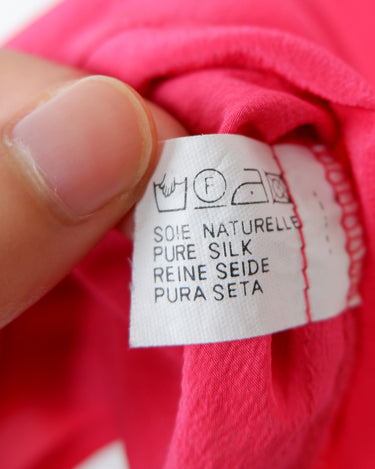 F
SOIE NATURELLE
PURE SILK
REINE SEIDE
PURA SETA